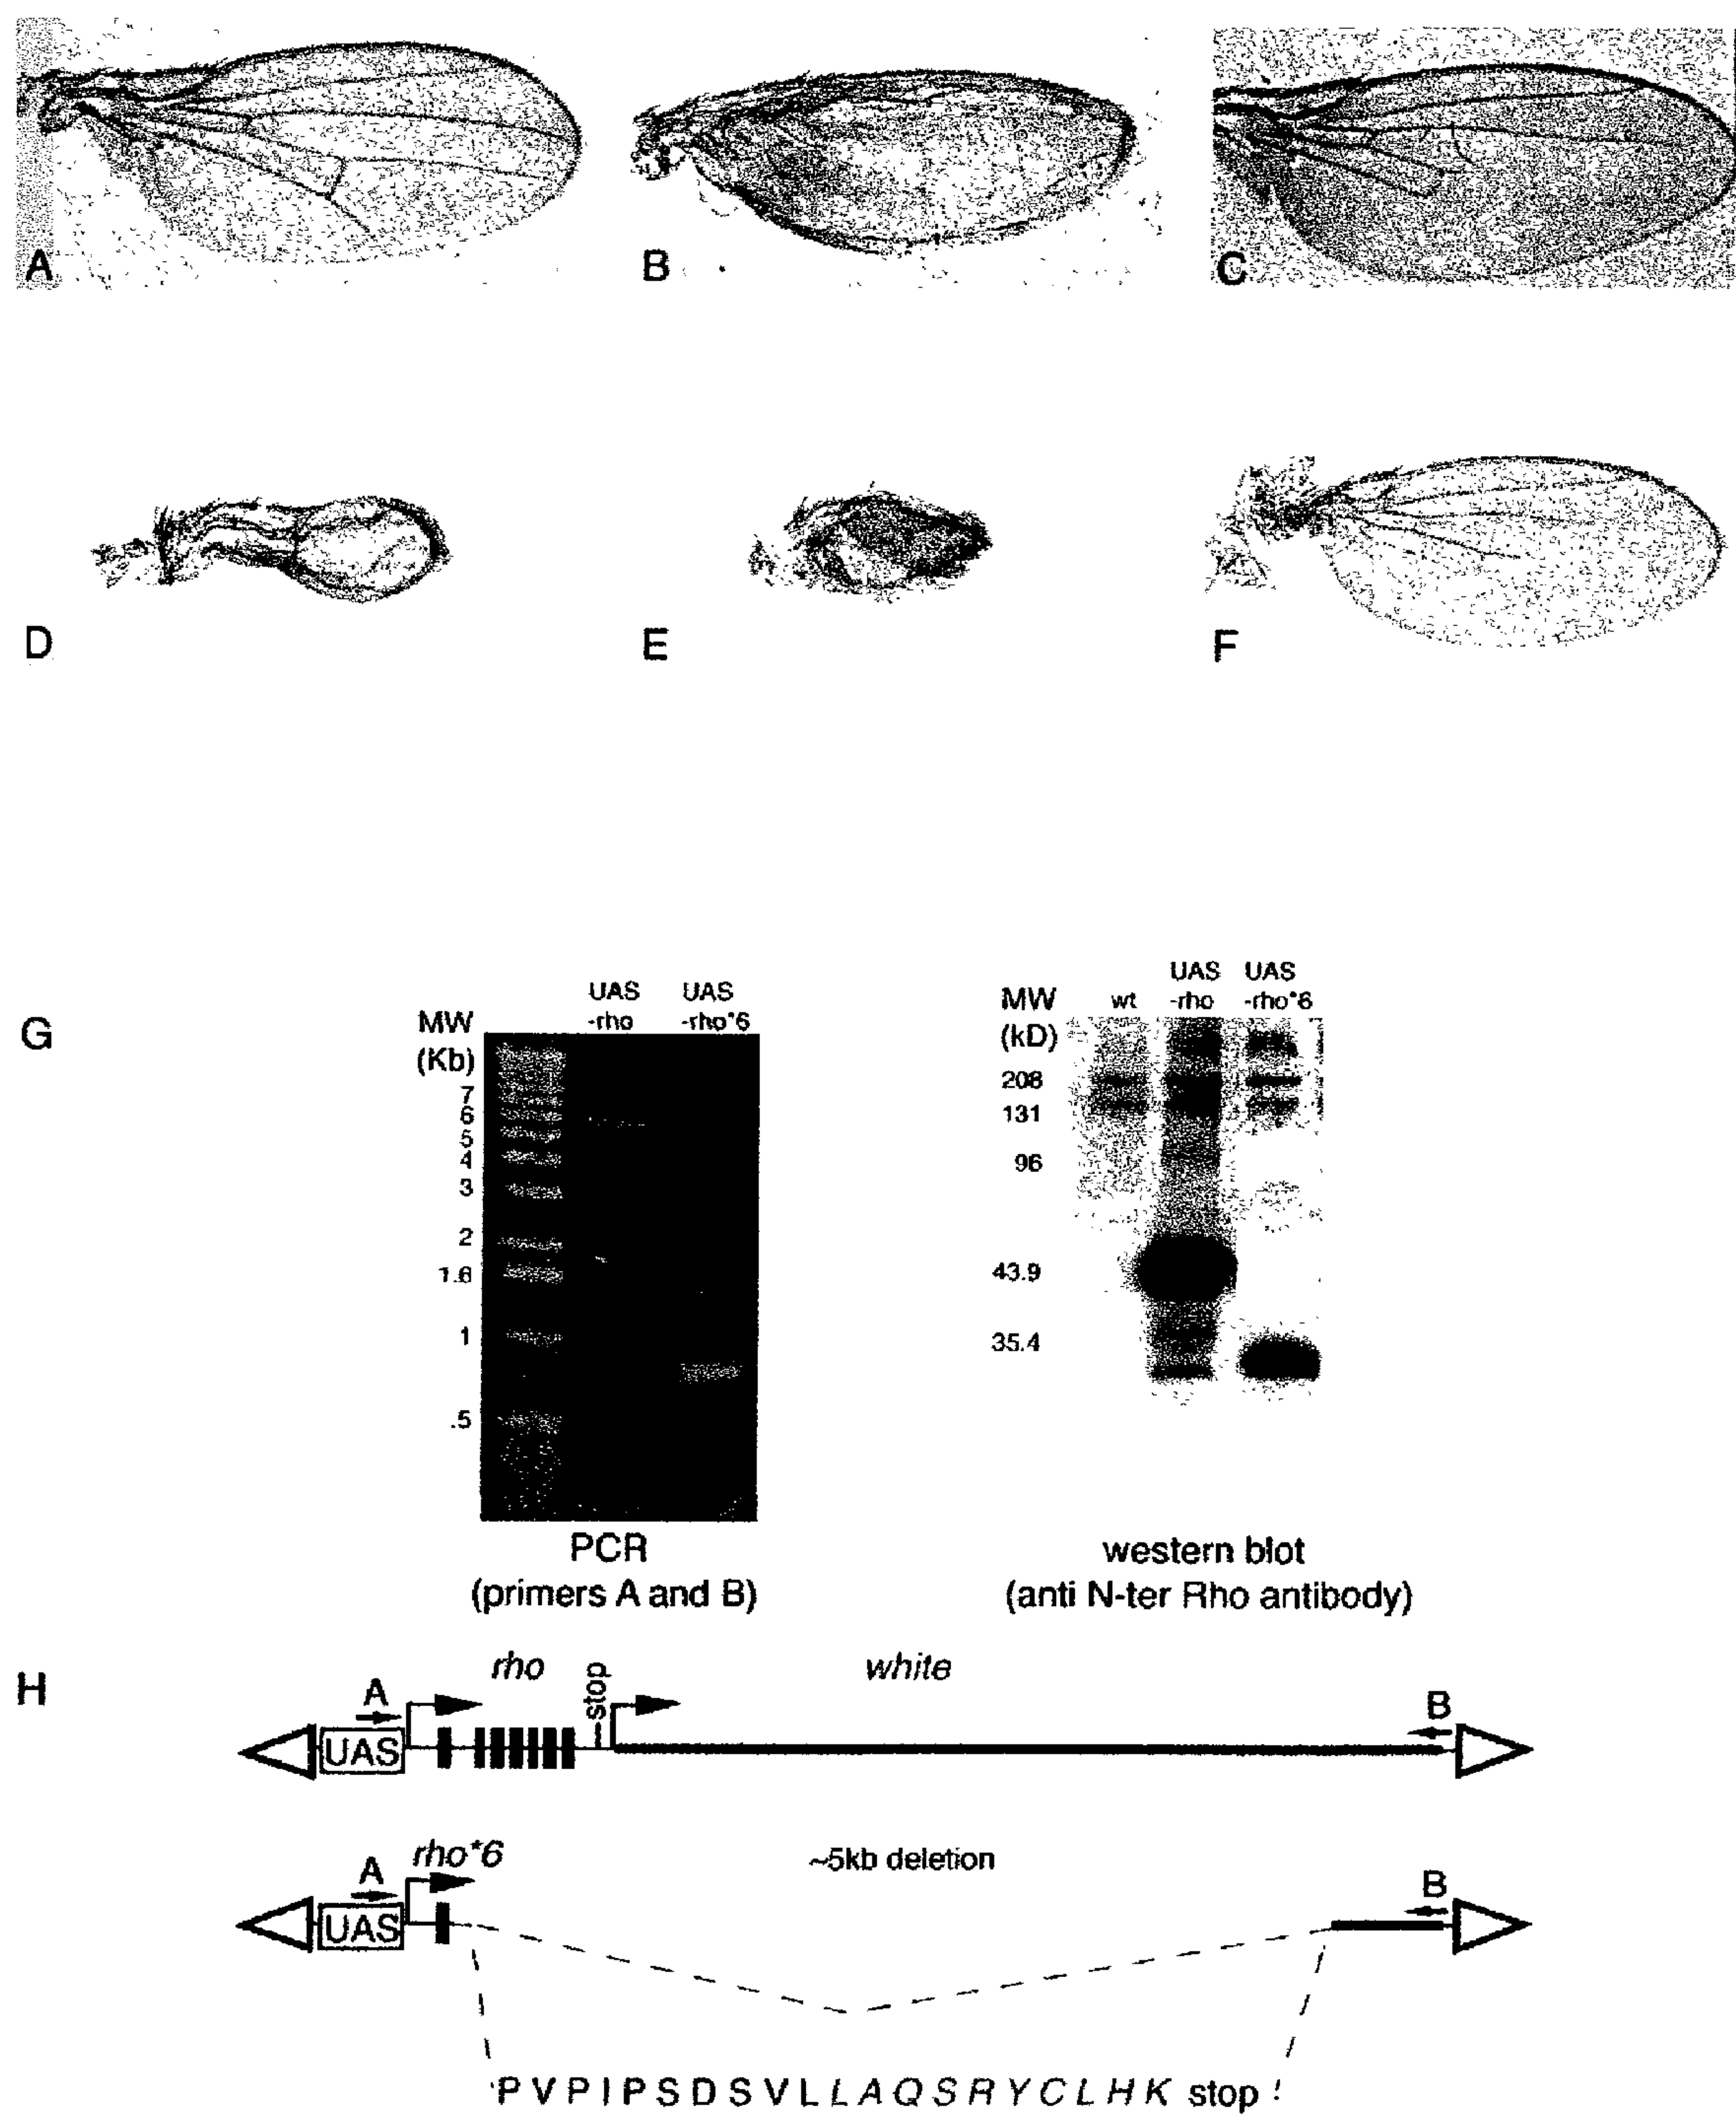 A
B
C
D
E
F
G
MW
(Kb)
UAS
-rho
UAS
-rho*6
7
6
5
4
3
2
1.6
1
.5
PCR
(primers A and B)
MW
(kD)
wt
UAS
-rho
UAS
-rho*6
208
131
96
43.9
35.4
western blot
(anti N-ter Rho antibody)
H
rho
stop
white
A
B
UAS
rho*6
~5kb deletion
A
B
UAS
PVPIPSDSVLLAQSRYCLHK stop